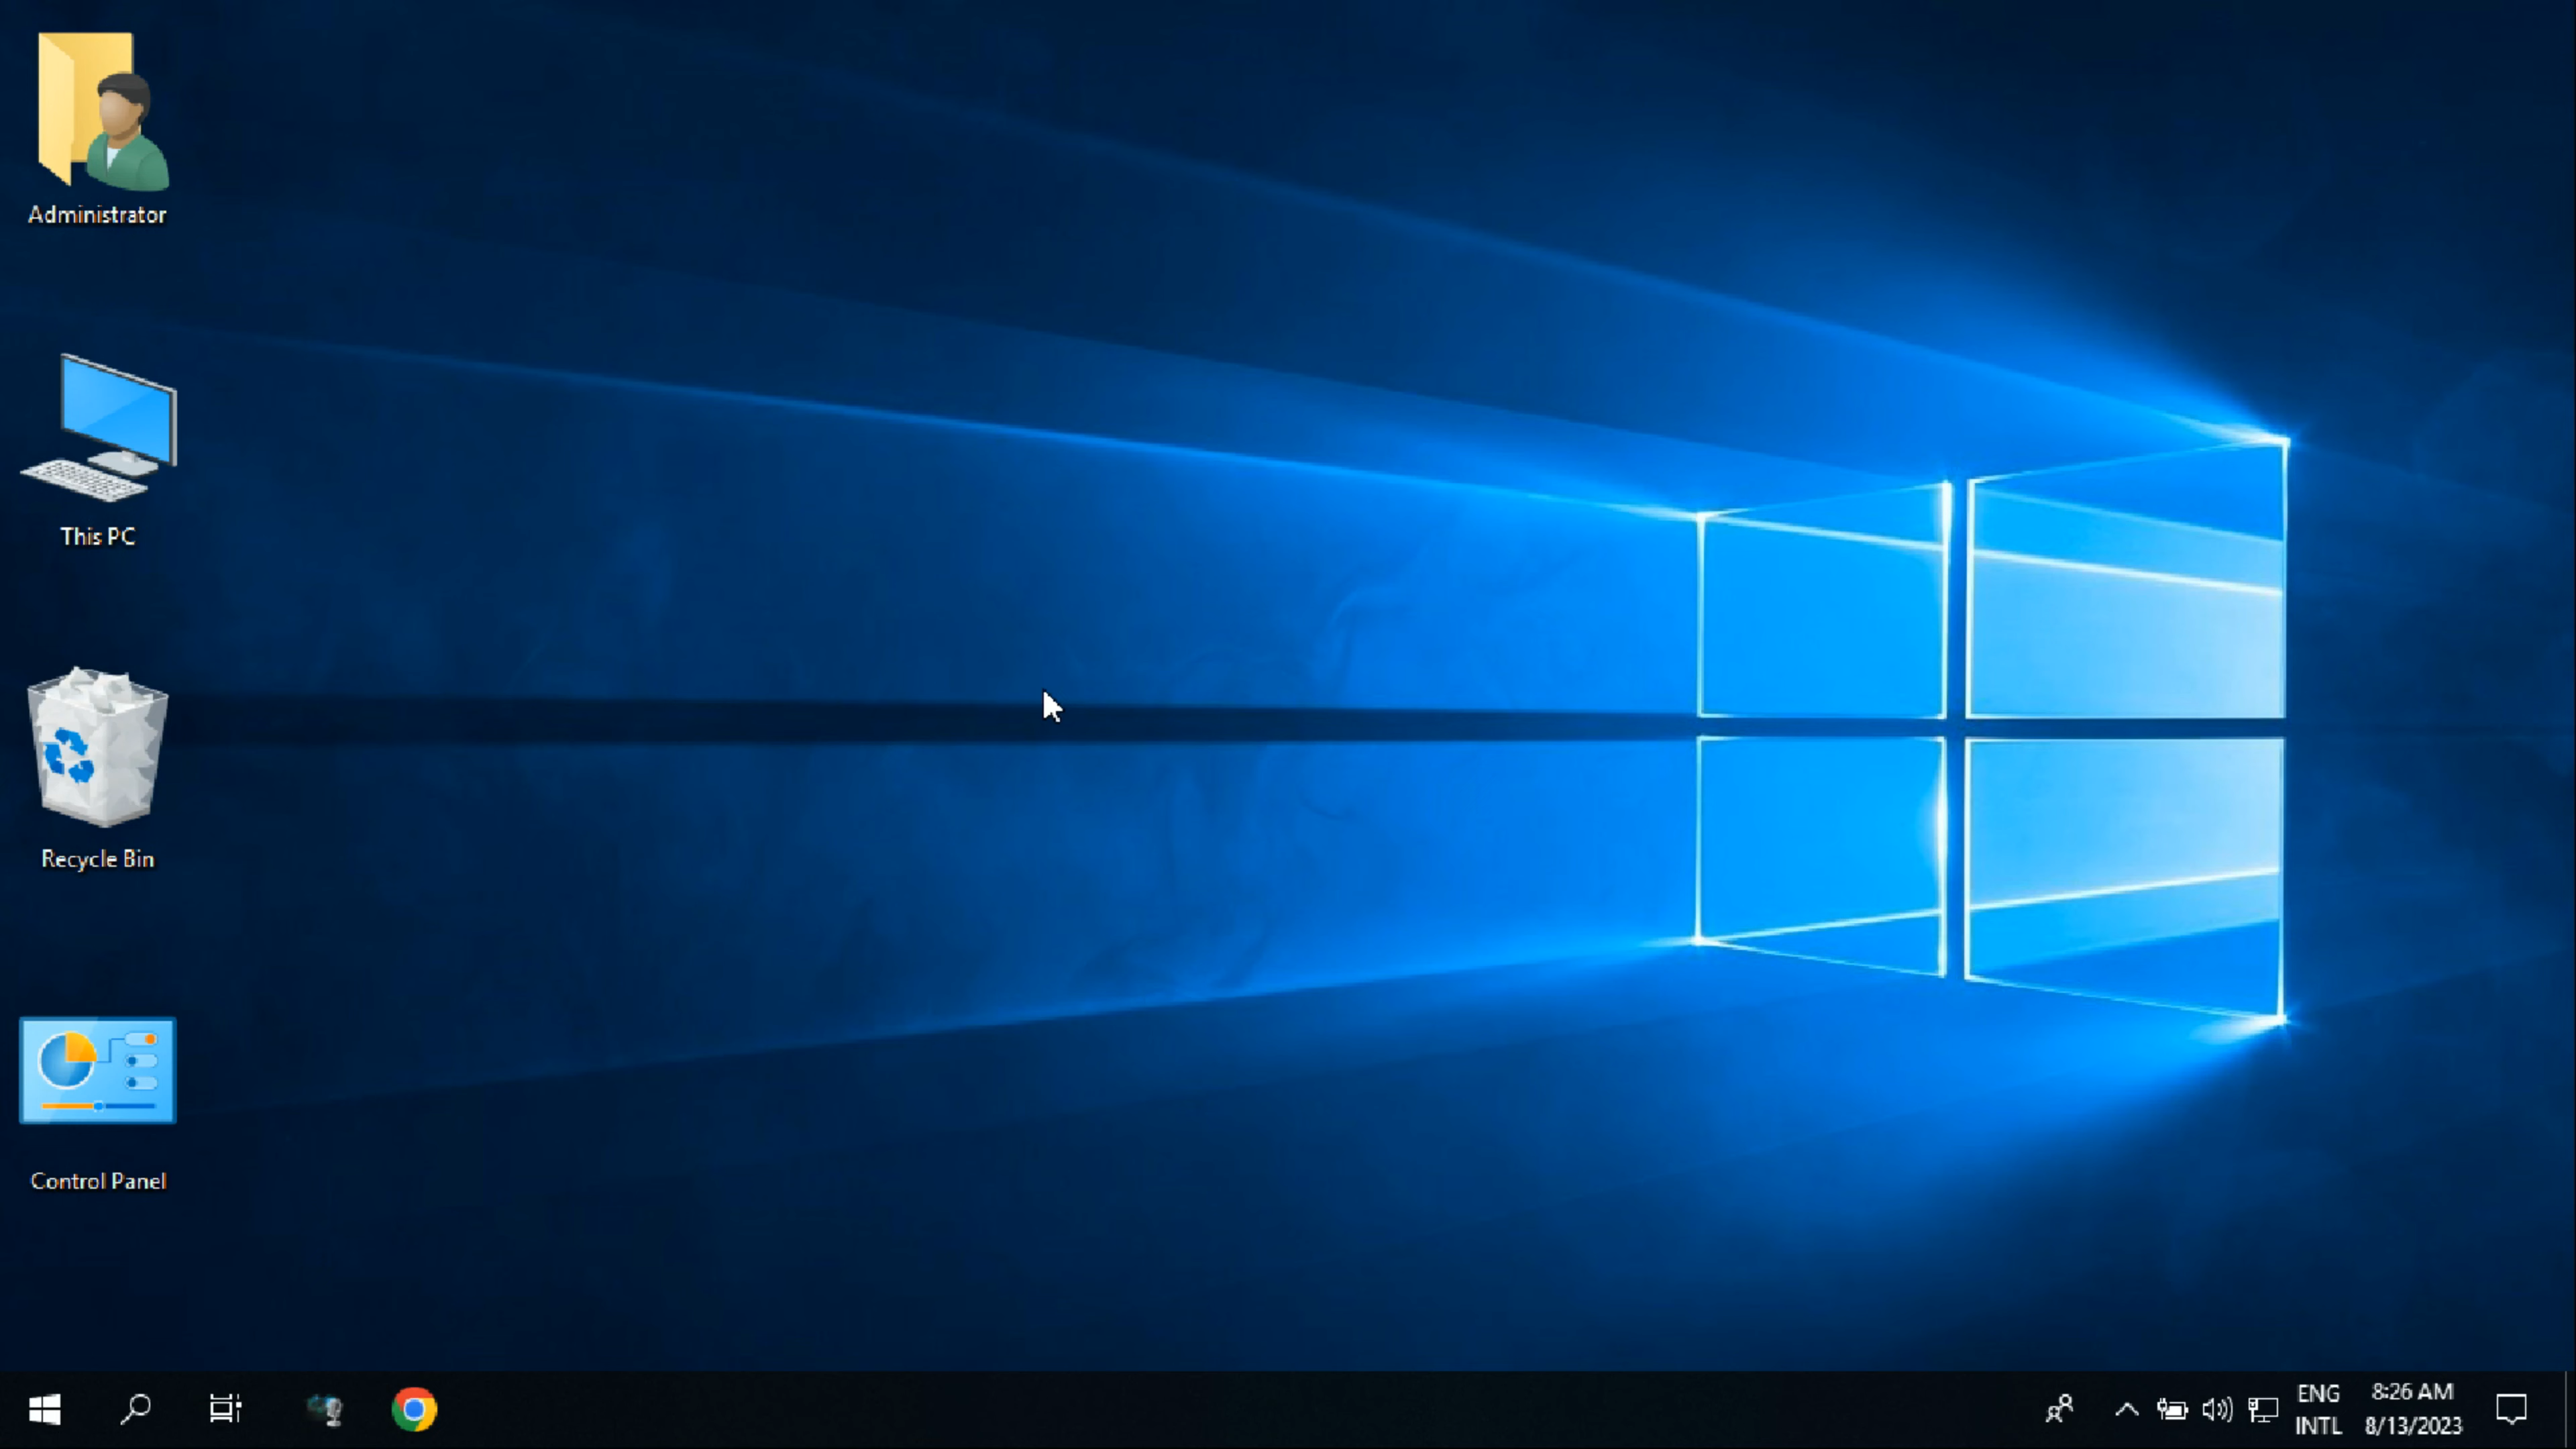 Administrator
This PC
Recycle Bin
Control Panel
ENG
INTL
8:26 AM
8/13/2023